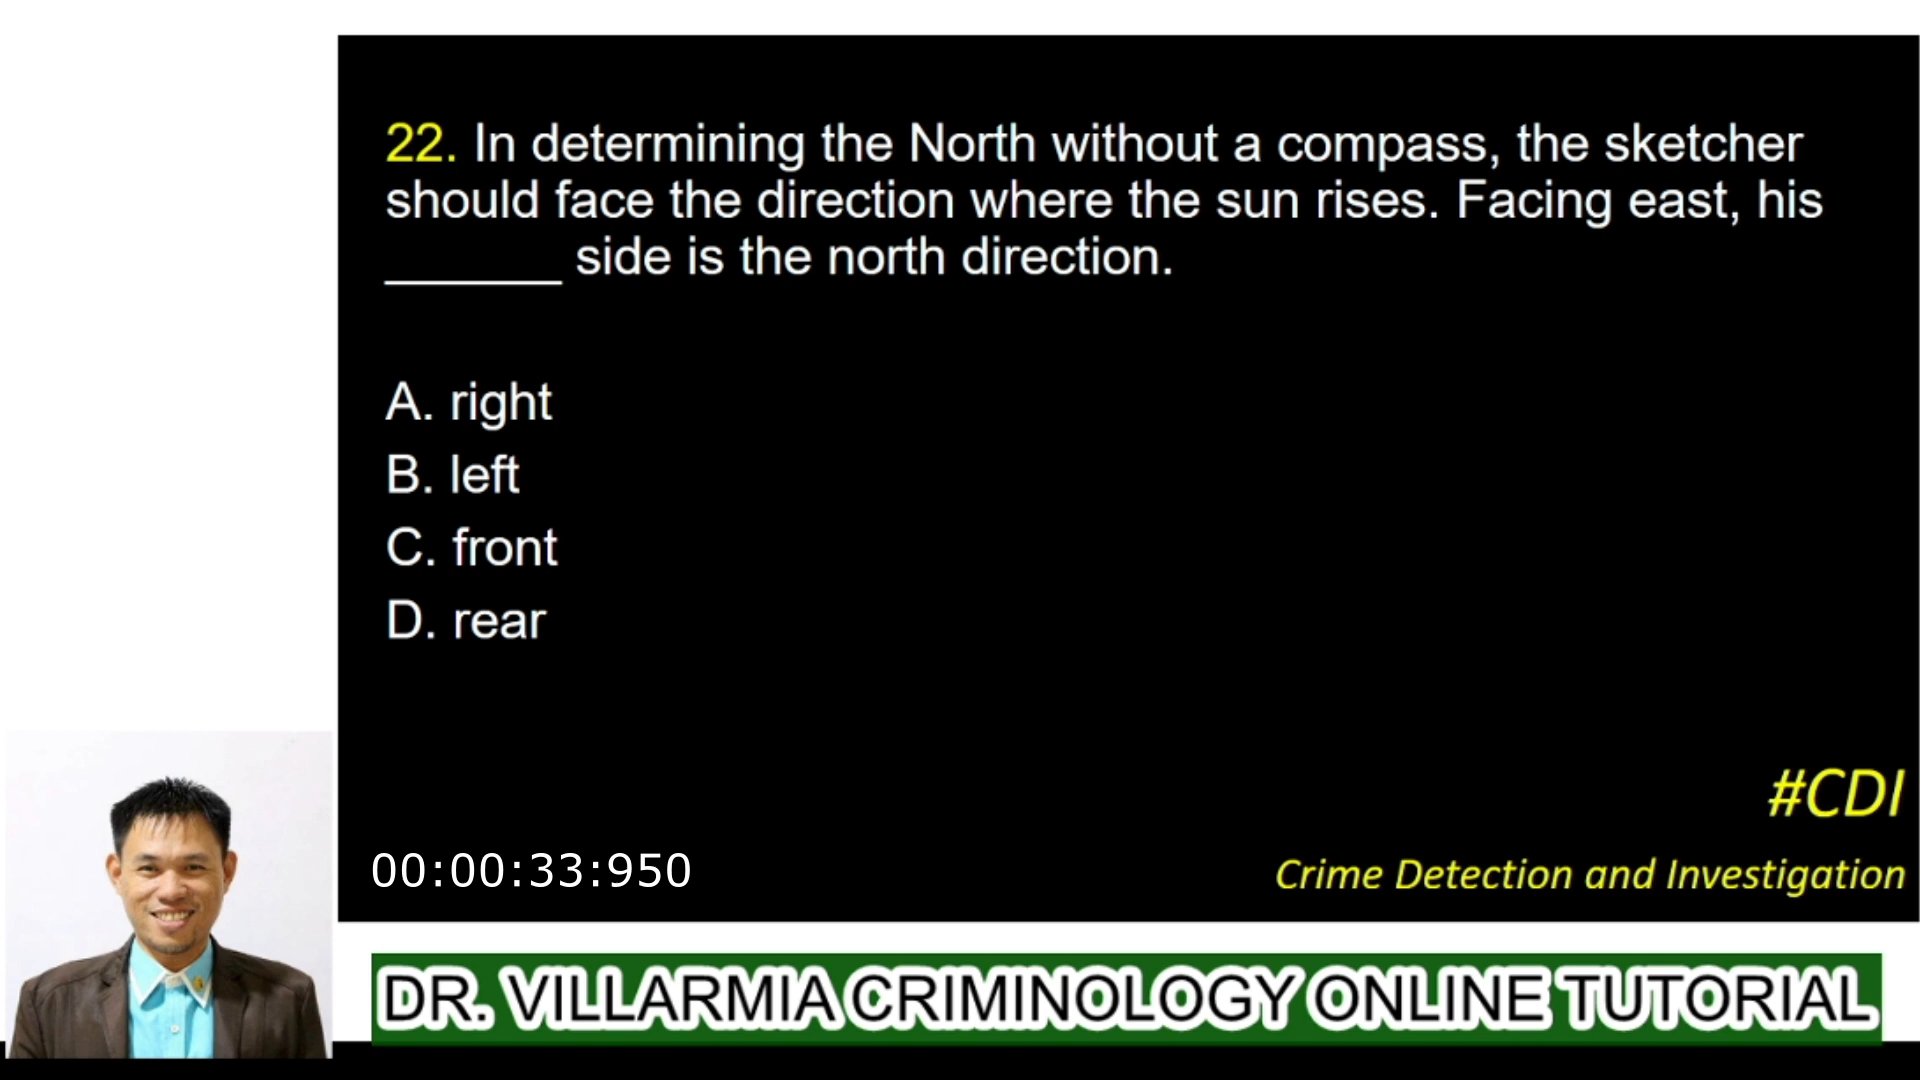 22. In determining the North without a compass, the sketcher
should face the direction where the sun rises. Facing east, his
_______ side is the north direction.
A. right
B. left
C. front
D. rear
#CDI
00:00:33:950
Crime Detection and Investigation
DR. VILLARMIA CRIMINOLOGY ONLINE TUTORIAL